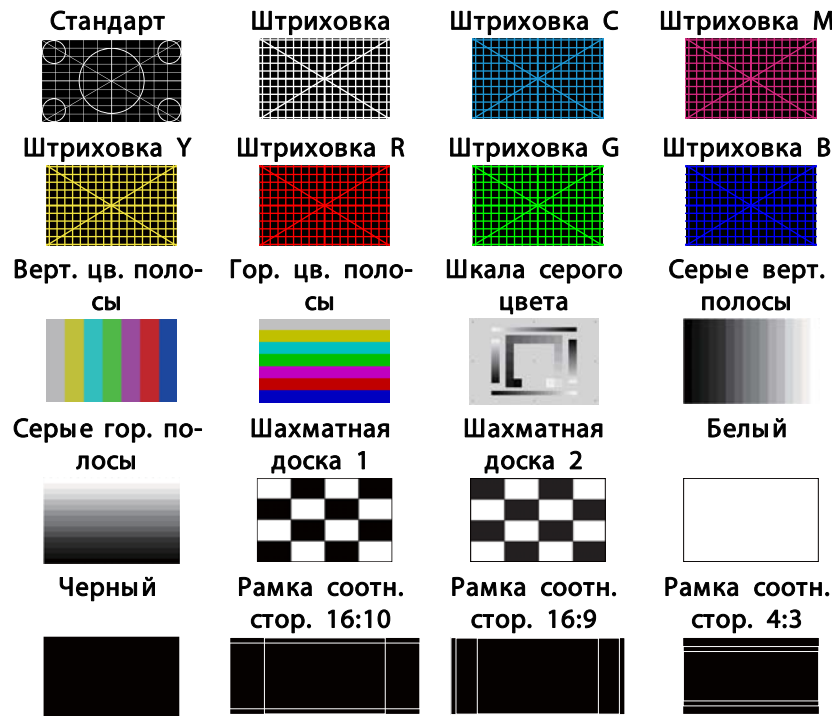 Стандарт Штриховка Штриховка C Штриховка M
Штриховка Y Штриховка R Штриховка G Штриховка B
Верт. цв. поло-
сы
Гор. цв. поло-
сы
Шкала серого
цвета
Серые верт.
полосы
Серые гор. по-
лосы
Шахматная
доска 1
Шахматная
доска 2
Белый
Черный
Рамка соотн.
стор. 16:10
Рамка соотн.
стор. 16:9
Рамка соотн.
стор. 4:3